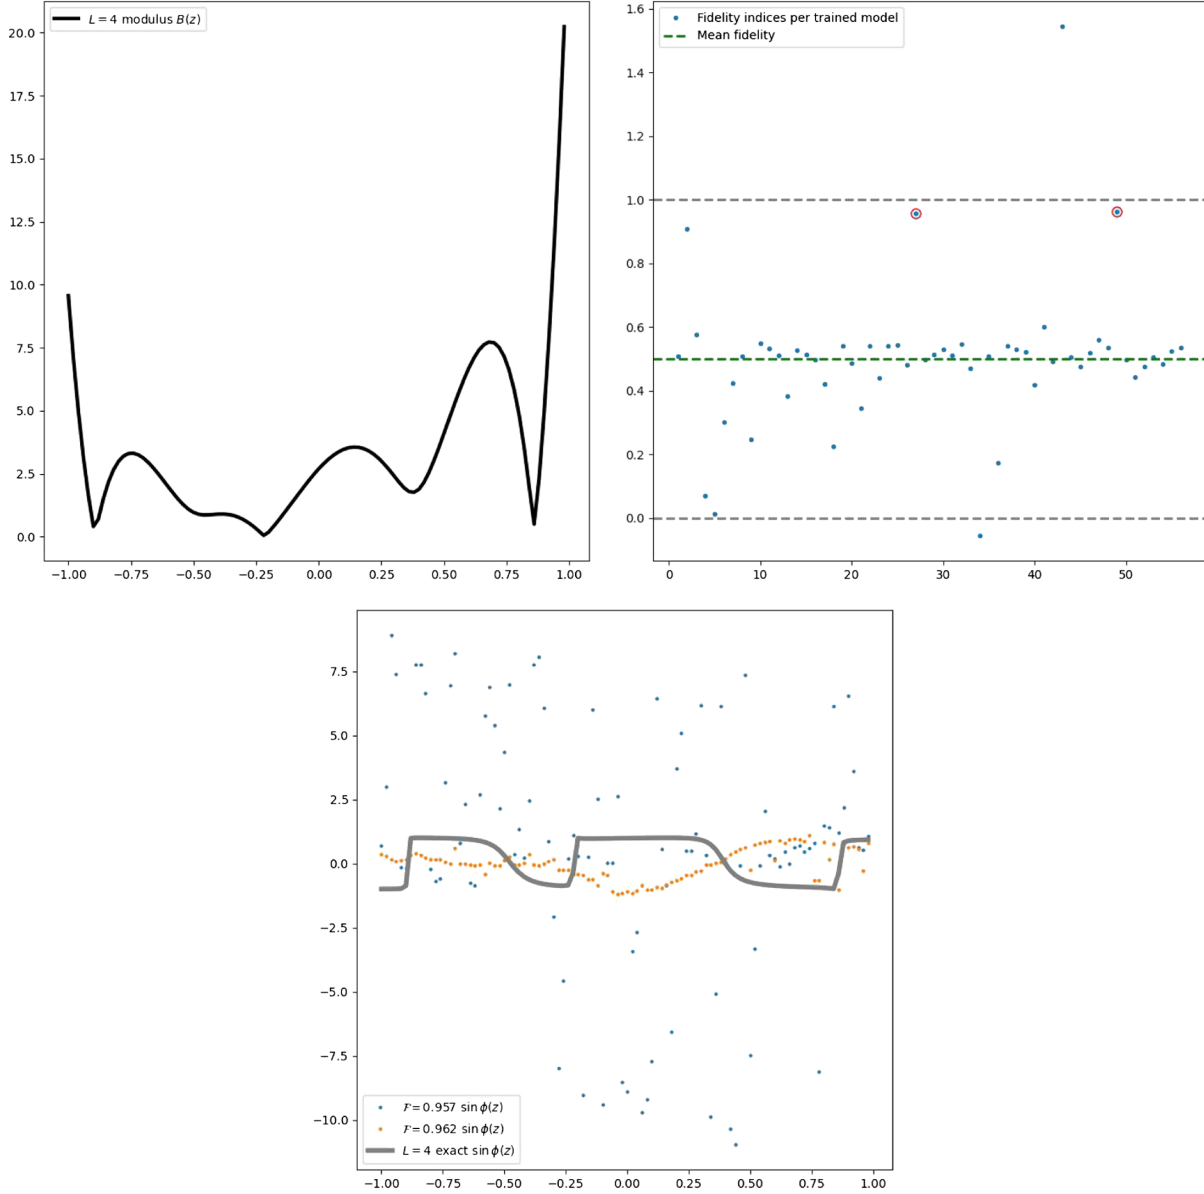 L = 4 modulus B(z)
20.0
17.5
15.0
12.5
10.0
7.5
5.0
2.5
0.0
−1.00 −0.75 −0.50 −0.25 0.00 0.25 0.50 0.75 1.00
Fidelity indices per trained model
Mean fidelity
1.6
1.4
1.2
1.0
0.8
0.6
0.4
0.2
0.0
0 10 20 30 40 50
7.5
5.0
2.5
0.0
−2.5
−5.0
−7.5
−10.0
ℱ = 0.957 sin ϕ(z)
ℱ = 0.962 sin ϕ(z)
L = 4 exact sin ϕ(z)
−1.00 −0.75 −0.50 −0.25 0.00 0.25 0.50 0.75 1.00